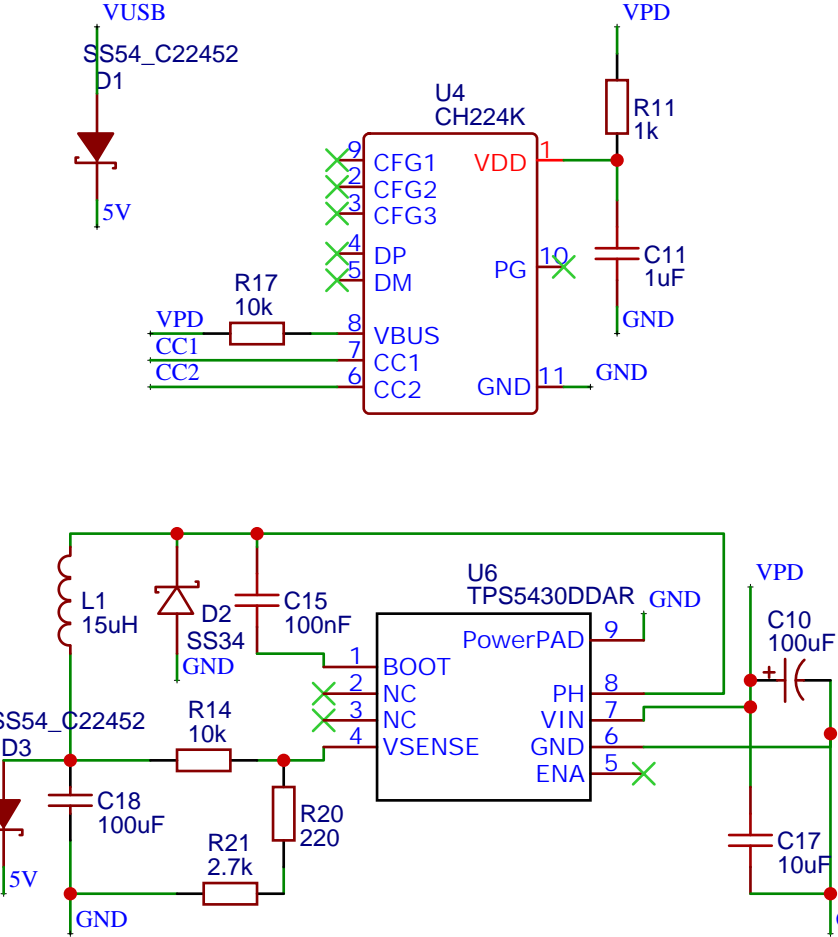 VUSB
SS54_C22452
D1
5V
VPD
R11
1k
U4
CH224K
9
CFG1
2
CFG2
3
CFG3
4
DP
5
DM
8
VBUS
7
CC1
6
CC2
VDD
1
PG
10
GND
11
GND
C11
1uF
GND
R17
10k
VPD
CC1
CC2
U6
TPS5430DDAR
GND
PowerPAD
9
1
BOOT
2
NC
3
NC
4
VSENSE
PH
8
VIN
7
GND
6
ENA
5
L1
15uH
D2
SS34
GND
C15
100nF
VPD
C10
100uF
+
SS54_C22452
D3
5V
R14
10k
C18
100uF
R20
220
R21
2.7k
GND
C17
10uF